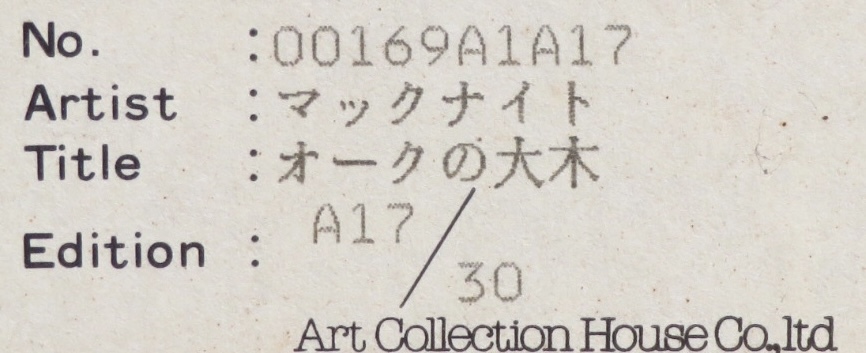 No. :00169A1A17
Artist :マックナイト
Title :オークの大木
Edition : A17
30
Art Collection House Co.,ltd